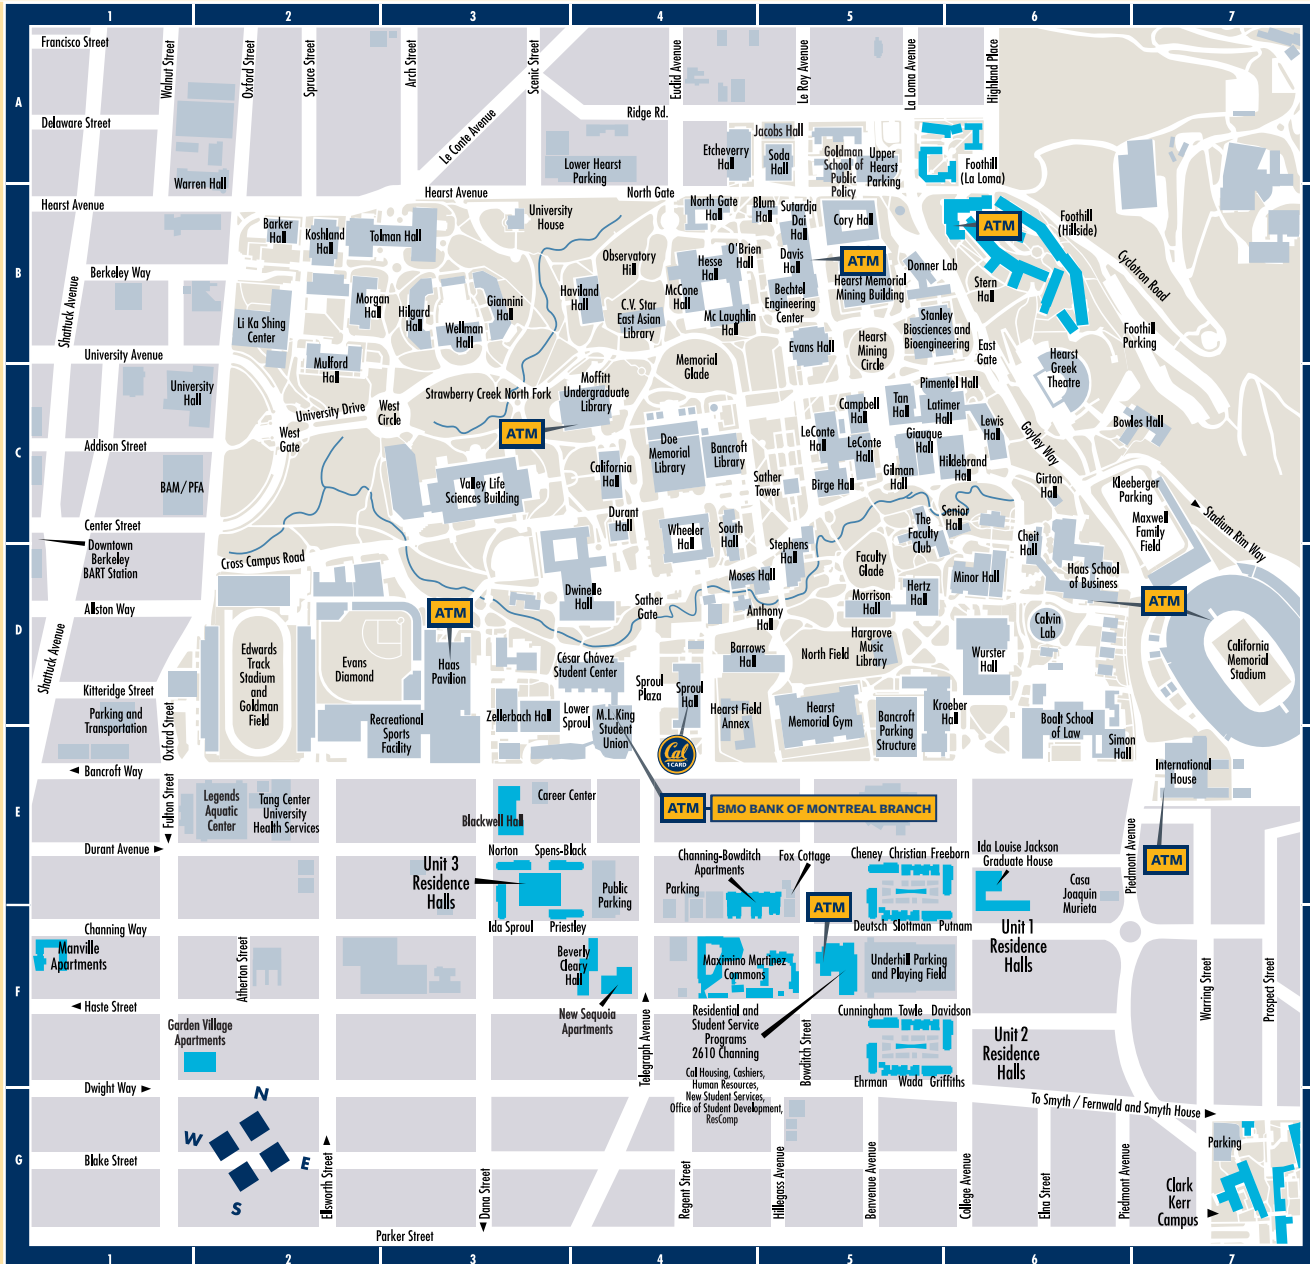 1 2 3 4 5 6 7
A
B
C
D
E
F
G
Francisco Street
Walnut Street
Oxford Street
Spruce Street
Arch Street
Scenic Street
Euclid Avenue
Le Roy Avenue
La Loma Avenue
Highland Place
Delaware Street
Le Conte Avenue
Ridge Rd.
Warren Hall
Lower Hearst
Parking
Etcheverry
Hall
Jacobs Hall
Soda
Hall
Goldman
School of
Public
Policy
Upper
Hearst
Parking
Foothill
(La Loma)
Hearst Avenue
Hearst Avenue
North Gate
North Gate
Hall
Blum
Hall
Sutardja
Dai
Hall
Cory Hall
ATM
Foothill
(Hillside)
Barker
Hall
Koshland
Hall
Tolman Hall
University
House
Observatory
Hill
O'Brien
Hall
Hesse
Hall
Davis
Hall
ATM
Donner Lab
Hearst Memorial
Mining Building
Stern
Hall
Cyclotron Road
Berkeley Way
Shattuck Avenue
Morgan
Hall
Hilgard
Hall
Giannini
Hall
Wellman
Hall
Haviland
Hall
C.V. Star
East Asian
Library
McCone
Hall
Mc Laughlin
Hall
Bechtel
Engineering
Center
Stanley
Biosciences and
Bioengineering
Li Ka Shing
Center
Mulford
Hall
Evans Hall
Hearst
Mining
Circle
East
Gate
Foothill
Parking
Hearst
Greek
Theatre
University Avenue
University
Hall
Memorial
Glade
Moffitt
Undergraduate
Library
Strawberry Creek North Fork
University Drive
West
Circle
West
Gate
ATM
Pimentel Hall
Campbell
Hall
Tan
Hall
Latimer
Hall
Lewis
Hall
Bowles Hall
Gayley Way
Addison Street
BAM/PFA
Valley Life
Sciences Building
California
Hall
Doe
Memorial
Library
Bancroft
Library
LeConte
Hall
LeConte
Hall
Giauque
Hall
Hildebrand
Hall
Gilman
Hall
Birge Hall
Sather
Tower
Girton
Hall
Kleeberger
Parking
Maxwell
Family
Field
Stadium Rim Way
Center Street
Downtown
Berkeley
BART Station
Cross Campus Road
Durant
Hall
Wheeler
Hall
South
Hall
Stephens
Hall
The
Faculty
Club
Senior
Hall
Cheit
Hall
Haas School
of Business
Faculty
Glade
Moses Hall
Minor Hall
Hertz
Hall
Morrison
Hall
ATM
Allston Way
ATM
Dwinelle
Hall
Sather
Gate
Anthony
Hall
Calvin
Lab
Shattuck Avenue
Edwards
Track
Stadium
and
Goldman
Field
Evans
Diamond
Haas
Pavilion
César Chávez
Student Center
Barrows
Hall
North Field
Hargrove
Music
Library
Wurster
Hall
California
Memorial
Stadium
Kitteridge Street
Parking and
Transportation
Oxford Street
Recreational
Sports
Facility
Zellerbach Hall
Lower
Sproul
M.L.King
Student
Union
Sproul
Plaza
Sproul
Hall
Hearst Field
Annex
Hearst
Memorial Gym
Bancroft
Parking
Structure
Kroeber
Hall
Boalt School
of Law
Simon
Hall
Cal
1 CARD
Bancroft Way
International
House
Fulton Street
Legends
Aquatic
Center
Tang Center
University
Health Services
Career Center
Blackwell Hall
ATM
BMO BANK OF MONTREAL BRANCH
Durant Avenue
Unit 3
Residence
Halls
Norton
Spens-Black
Public
Parking
Ida Sproul
Priestley
Channing-Bowditch
Apartments
Fox Cottage
Parking
ATM
Cheney Christian Freeborn
Deutsch Slottman Putnam
Ida Louise Jackson
Graduate House
Casa
Joaquin
Murieta
Piedmont Avenue
ATM
Channing Way
Manville
Apartments
Atherton Street
Beverly
Cleary
Hall
Maximino Martinez
Commons
Underhill Parking
and Playing Field
Unit 1
Residence
Halls
Haste Street
New Sequoia
Apartments
Telegraph Avenue
Residential and
Student Service
Programs
2610 Channing
Cal Housing, Cashiers,
Human Resources,
New Student Services,
Office of Student Development,
ResComp
Bowditch Street
Cunningham Towle Davidson
Ehrman Wada Griffiths
Unit 2
Residence
Halls
Warring Street
Prospect Street
Garden Village
Apartments
Dwight Way
To Smyth / Fernwald and Smyth House
N
W
E
S
Blake Street
Ellsworth Street
Dana Street
Regent Street
Hillegass Avenue
Benvenue Avenue
College Avenue
Elna Street
Piedmont Avenue
Parking
Clark
Kerr
Campus
Parker Street
1 2 3 4 5 6 7